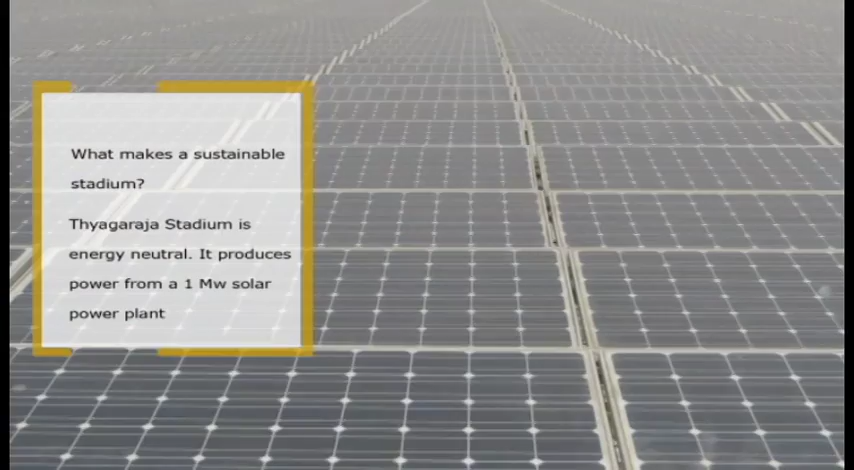 What makes a sustainable
stadium?
Thyagaraja Stadium is
energy neutral. It produces
power from a 1 Mw solar
power plant